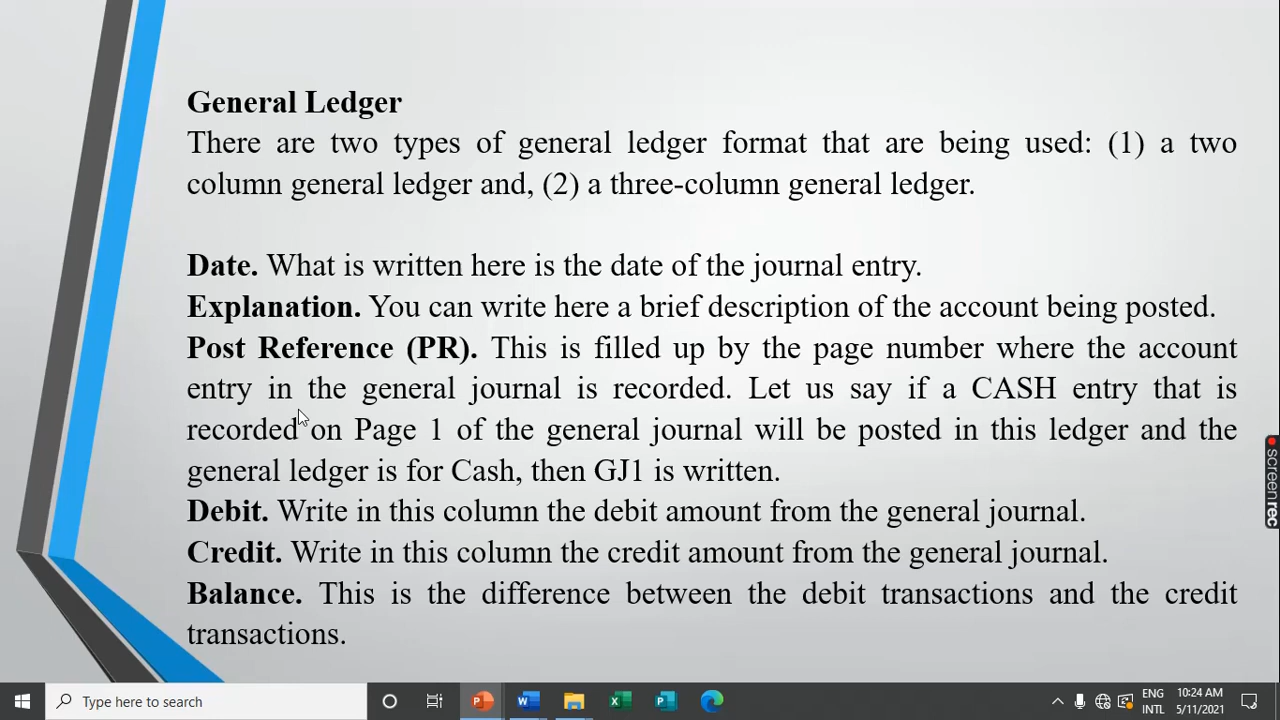 General Ledger
There are two types of general ledger format that are being used: (1) a two
column general ledger and, (2) a three-column general ledger.
Date. What is written here is the date of the journal entry.
Explanation. You can write here a brief description of the account being posted.
Post Reference (PR). This is filled up by the page number where the account
entry in the general journal is recorded. Let us say if a CASH entry that is
recorded on Page 1 of the general journal will be posted in this ledger and the
general ledger is for Cash, then GJ1 is written.
Debit. Write in this column the debit amount from the general journal.
Credit. Write in this column the credit amount from the general journal.
Balance. This is the difference between the debit transactions and the credit
transactions.
screenrec
Type here to search
ENG
INTL
10:24 AM
5/11/2021